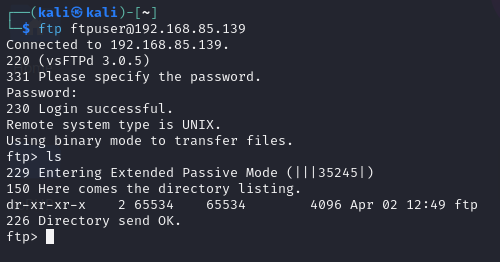 ┌──(kali㉿kali)-[~]
└─$ ftp ftpuser@192.168.85.139
Connected to 192.168.85.139.
220 (vsFTPd 3.0.5)
331 Please specify the password.
Password:
230 Login successful.
Remote system type is UNIX.
Using binary mode to transfer files.
ftp> ls
229 Entering Extended Passive Mode (|||35245|)
150 Here comes the directory listing.
dr-xr-xr-x    2 65534    65534        4096 Apr 02 12:49 ftp
226 Directory send OK.
ftp>